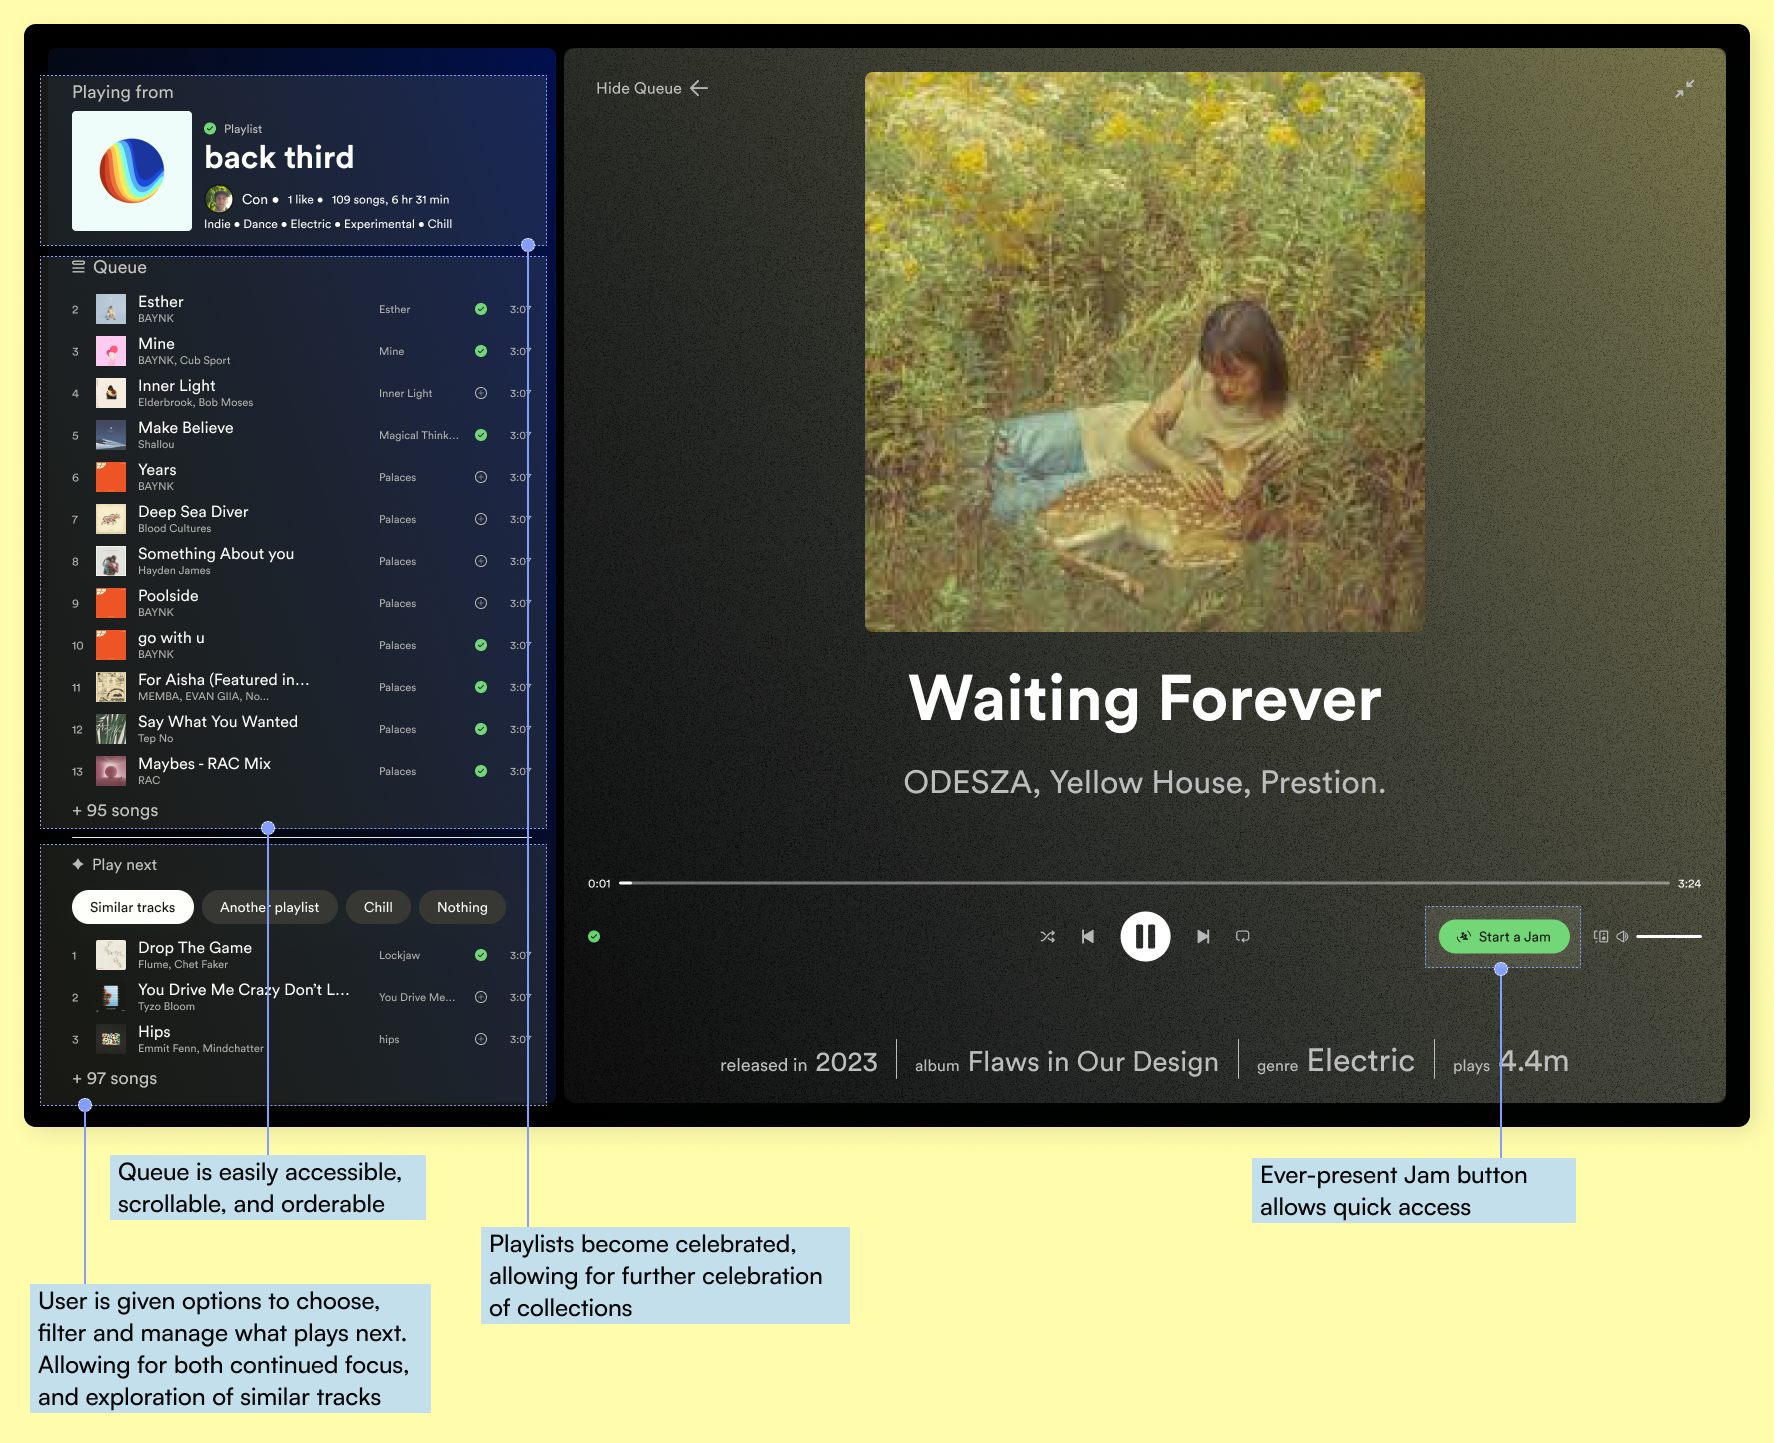 Playing from
Playlist
back third
Con • 1 like • 109 songs, 6 hr 31 min
Indie • Dance • Electric • Experimental • Chill
Queue
2 Esther Esther 3:07
BAYNK
3 Mine Mine 3:07
BAYNK, Cub Sport
4 Inner Light Inner Light 3:07
Elderbrook, Bob Moses
5 Make Believe Magical Think... 3:07
Shallou
6 Years Palaces 3:07
BAYNK
7 Deep Sea Diver Palaces 3:07
Blood Cultures
8 Something About you Palaces 3:07
Hayden James
9 Poolside Palaces 3:07
BAYNK
10 go with u Palaces 3:07
BAYNK
11 For Aisha (Featured in... Palaces 3:07
MEMBA, EVAN GIIA, No...
12 Say What You Wanted Palaces 3:07
Tep No
13 Maybes - RAC Mix Palaces 3:07
RAC
+ 95 songs
Play next
Similar tracks Another playlist Chill Nothing
1 Drop The Game Lockjaw 3:07
Flume, Chet Faker
2 You Drive Me Crazy Don't L... You Drive Me... 3:07
Tyzo Bloom
3 Hips hips 3:07
Emmit Fenn, Mindchatter
+ 97 songs
Hide Queue
Waiting Forever
ODESZA, Yellow House, Prestion.
0:01 3:24
Start a Jam
released in 2023 album Flaws in Our Design genre Electric plays 4.4m
Queue is easily accessible,
scrollable, and orderable
Ever-present Jam button
allows quick access
Playlists become celebrated,
allowing for further celebration
of collections
User is given options to choose,
filter and manage what plays next.
Allowing for both continued focus,
and exploration of similar tracks